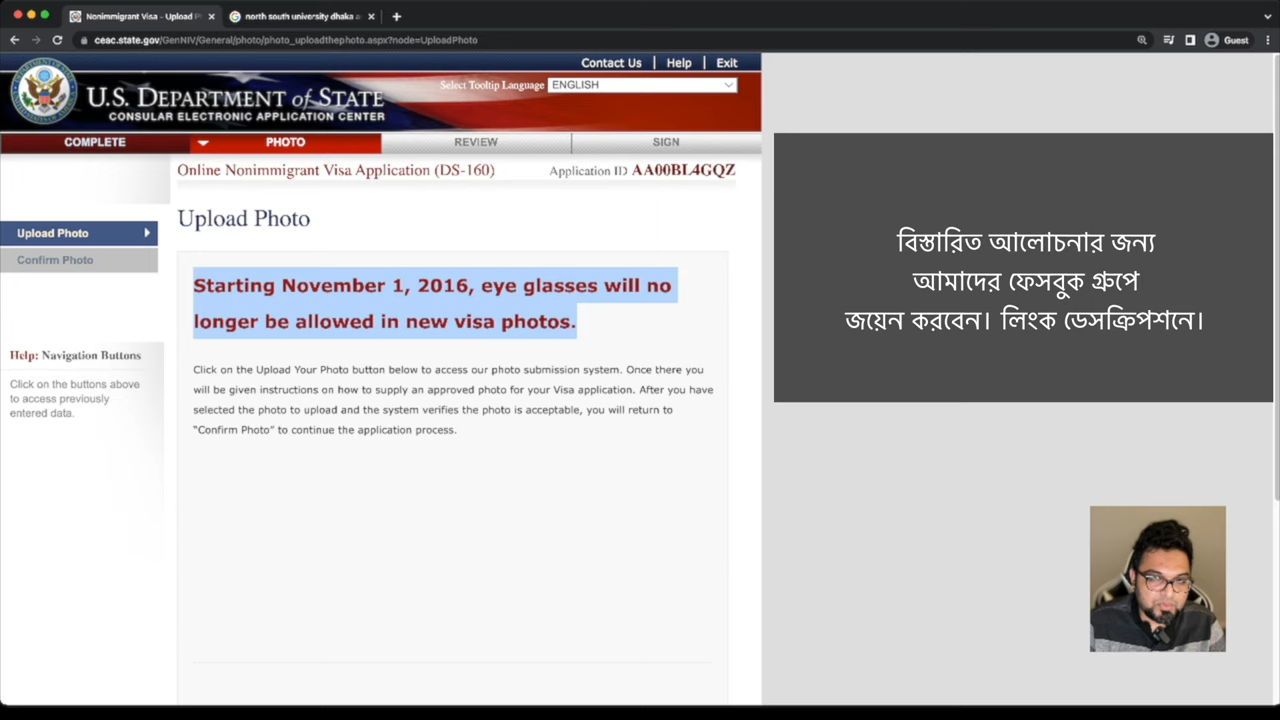 Nonimmigrant Visa - Upload P
north south university dhaka a
ceac.state.gov/GenNIV/General/photo/photo_uploadthephoto.aspx?node=UploadPhoto
Guest
Contact Us | Help | Exit
Select Tooltip Language ENGLISH
U.S. DEPARTMENT of STATE
CONSULAR ELECTRONIC APPLICATION CENTER
COMPLETE PHOTO REVIEW SIGN
Online Nonimmigrant Visa Application (DS-160) Application ID AA00BL4GQZ
Upload Photo
Upload Photo
Confirm Photo
Starting November 1, 2016, eye glasses will no
longer be allowed in new visa photos.
Click on the Upload Your Photo button below to access our photo submission system. Once there you
will be given instructions on how to supply an approved photo for your Visa application. After you have
selected the photo to upload and the system verifies the photo is acceptable, you will return to
"Confirm Photo" to continue the application process.
Help: Navigation Buttons
Click on the buttons above
to access previously
entered data.
বিস্তারিত আলোচনার জন্য
আমাদের ফেসবুক গ্রুপে
জয়েন করবেন। লিংক ডেসক্রিপশনে।